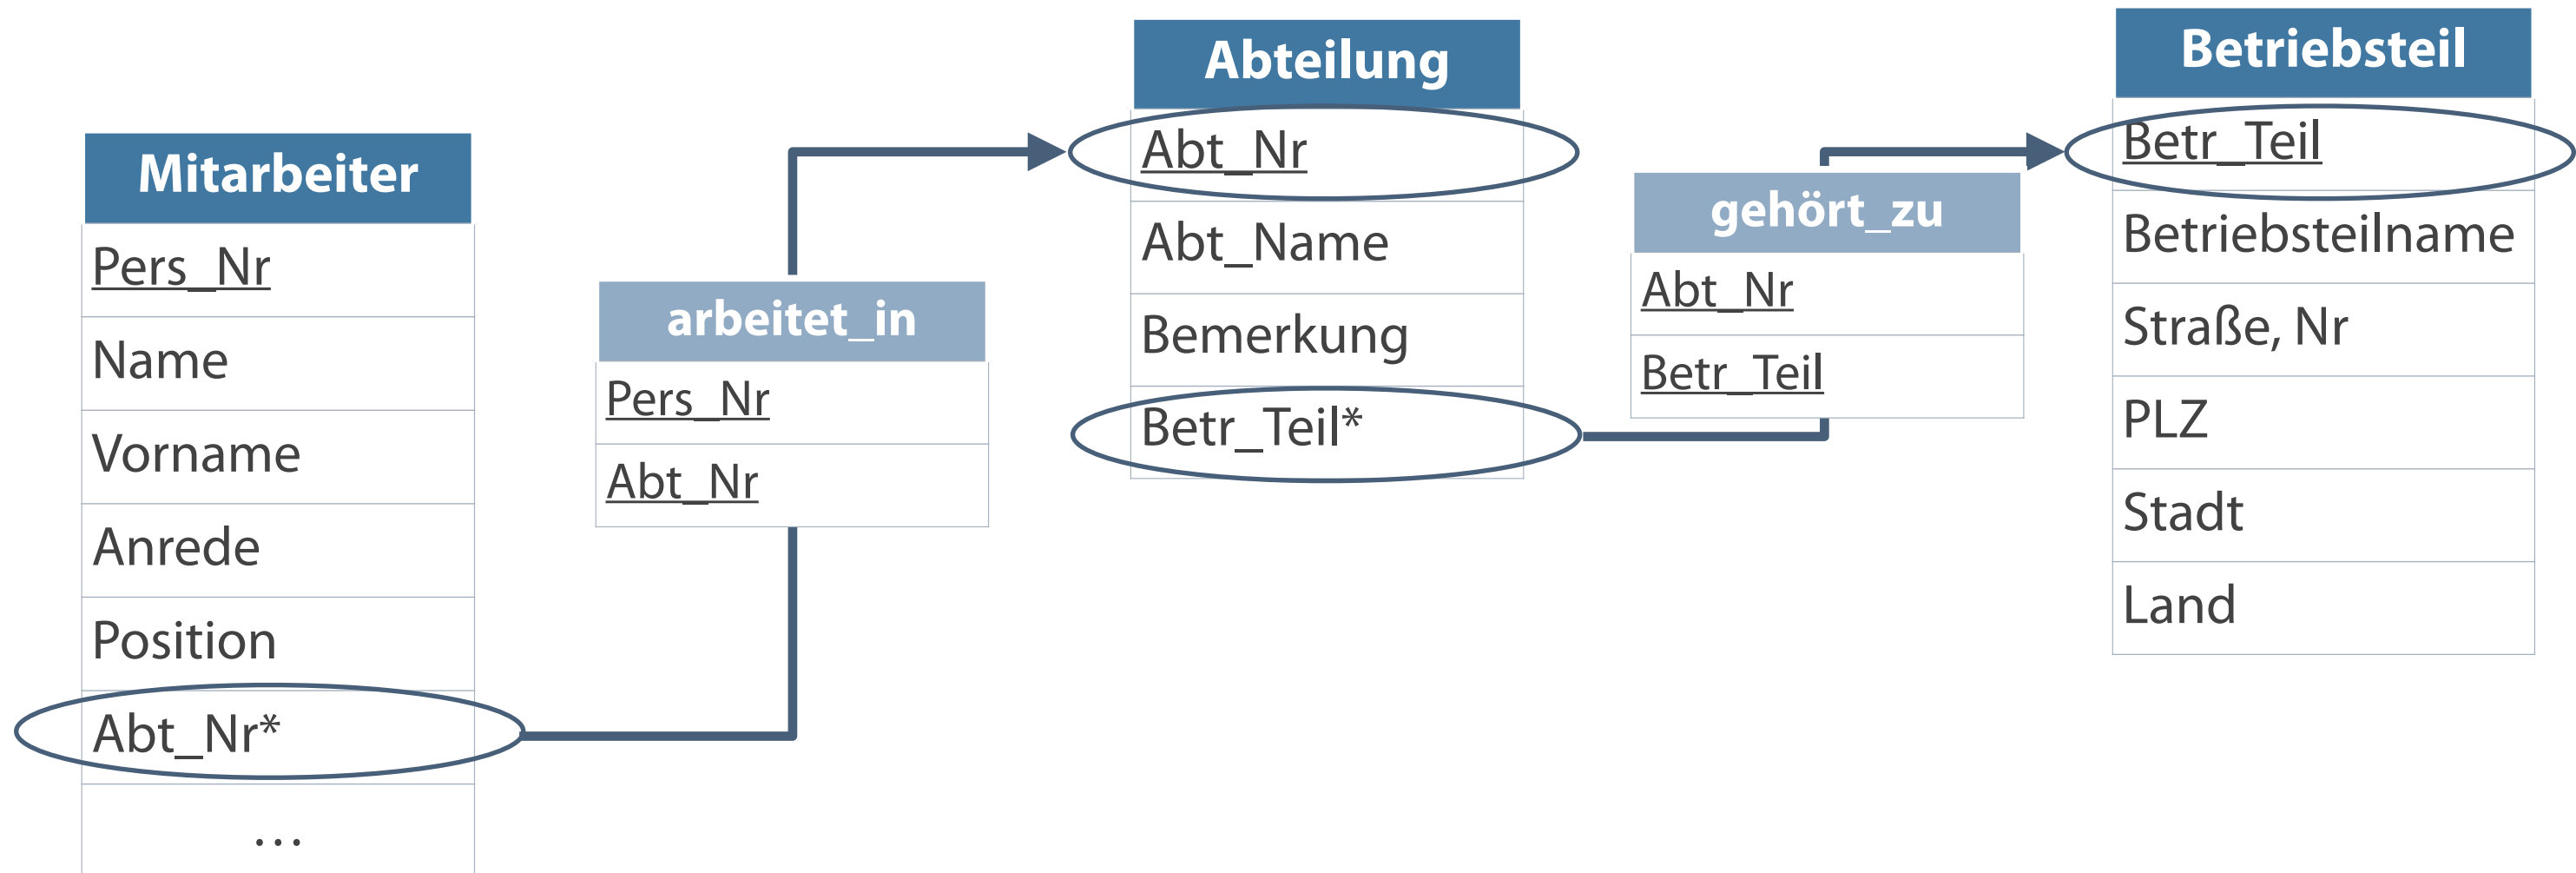 Mitarbeiter
Pers_Nr
Name
Vorname
Anrede
Position
Abt_Nr*
...
arbeitet_in
Pers_Nr
Abt_Nr
Abteilung
Abt_Nr
Abt_Name
Bemerkung
Betr_Teil*
gehört_zu
Abt_Nr
Betr_Teil
Betriebsteil
Betr_Teil
Betriebsteilname
Straße, Nr
PLZ
Stadt
Land